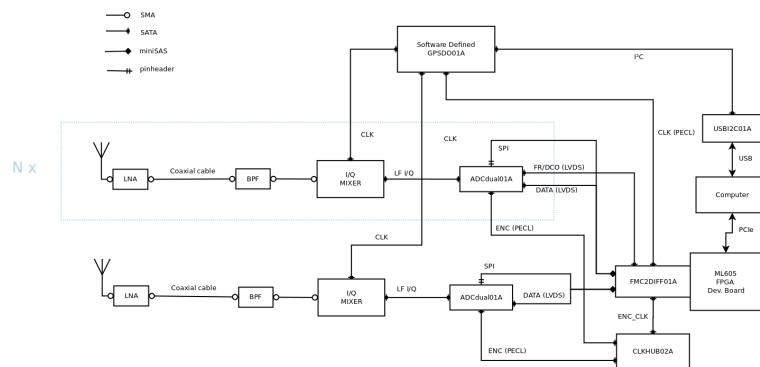 SMA
SATA
miniSAS
pinheader
Software Defined
GPSDO01A
I²C
CLK
CLK
CLK (PECL)
USBI2C01A
USB
Computer
PCIe
N x
SPI
LNA
Coaxial cable
BPF
I/Q
MIXER
LF I/Q
ADCdual01A
FR/DCO (LVDS)
DATA (LVDS)
ENC (PECL)
CLK
SPI
LNA
Coaxial cable
BPF
I/Q
MIXER
LF I/Q
ADCdual01A
DATA (LVDS)
ENC (PECL)
FMC2DIFF01A
ML605
FPGA
Dev. Board
ENC_CLK
CLKHUB02A